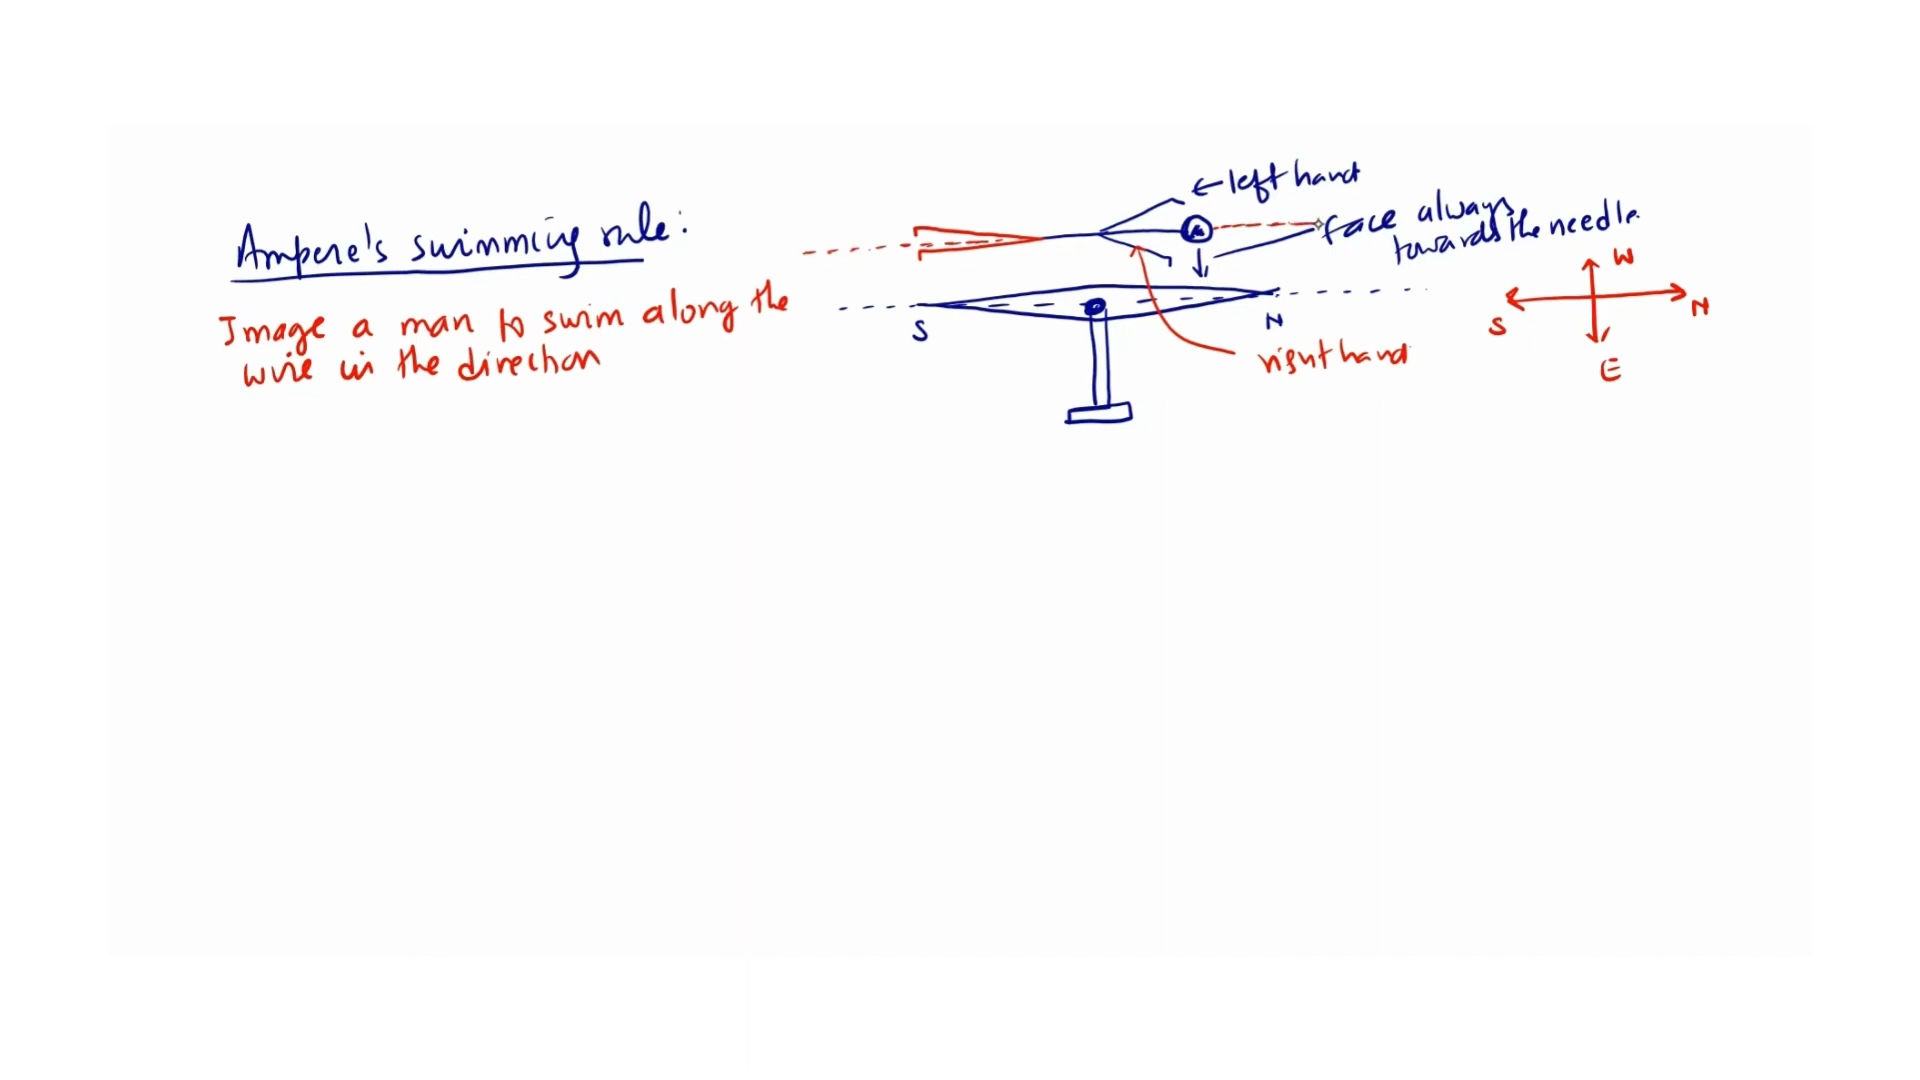 Ampere's swimming rule:
Image a man to swim along the
wire in the direction
← left hand
face always
towards the needle
S
N
right hand
W
S
N
E